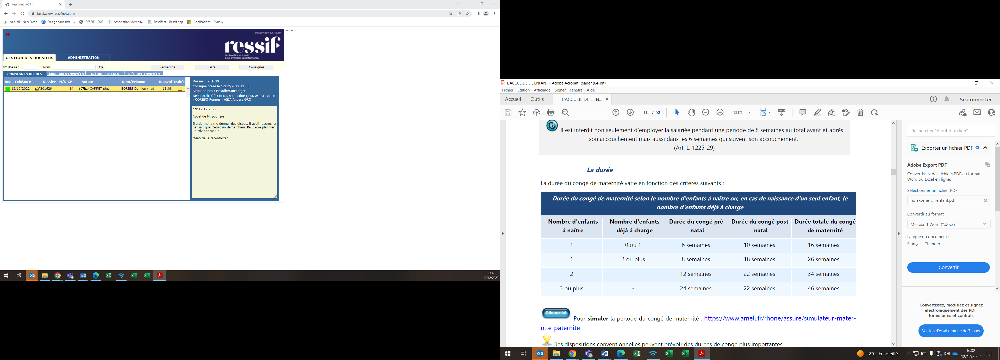 Ressifnet FASTT
fastt.www.ressifnet.com
Accueil - NetYParéo
Design sans titre -...
RESSIF - SSIE
Association Mémoir...
Ressifnet - Ressif app
Applications - Dyna...
RessifNet v 1.17.0.19
ressif
Le bien-être au travail
pour améliorer la performance.
GESTION DES DOSSIERS
ADMINISTRATION
N° dossier
Nom
OK
Recherche
Liste
Consignes
CONSIGNES REÇUES
CONSIGNES ENVOYÉES
C. ÉQUIPE REÇUES
C. ÉQUIPE ENVOYÉES
Imp Echéance Dossier N/S CP Auteur Nom/Prénom H.envoi Traitée
12/12/2022 201629 14 (CRL) CARRET nina BORIES Damien (jre) 13:08
Dossier : 201629
Consigne créée le 12/12/2022 13:08
Situation pro : Maladie/Sans objet
Destinataire(s) : RENAULT Justine (jre), ACIST Rouen
- CORESO Rennes - ASIA Angers GRO
ncr 12.12.2022
Appel de M. pour jre
Il a du mal a me donner des dispos, il avait raccrocher
pensait que c'était un démarcheur. Peut être planifier
un rdv par mail ?
Merci de le recontacter.
16:32
12/12/2022
L'ACCUEIL DE L'ENFANT - Adobe Acrobat Reader (64-bit)
Fichier Edition Affichage Signer Fenêtre Aide
Accueil
Outils
L'ACCUEIL DE L'EN...
Se connecter
11 / 50
131%
Il est interdit non seulement d'employer la salariée pendant une période de 8 semaines au total avant et après
son accouchement mais aussi dans les 6 semaines qui suivent son accouchement.
(Art. L. 1225-29)
La durée
La durée du congé de maternité varie en fonction des critères suivants :
Durée du congé de maternité selon le nombre d'enfants à naître ou, en cas de naissance d'un seul enfant, le
nombre d'enfants déjà à charge
Nombre d'enfants Nombre d'enfants Durée du congé pré- Durée du congé post- Durée totale du congé
à naître déjà à charge natal natal de maternité
1 0 ou 1 6 semaines 10 semaines 16 semaines
1 2 ou plus 8 semaines 18 semaines 26 semaines
2 - 12 semaines 22 semaines 34 semaines
3 ou plus - 24 semaines 22 semaines 46 semaines
Cliquez ici
Pour simuler la période du congé de maternité : https://www.ameli.fr/rhone/assure/simulateur-mater-
nite-paternite
Des dispositions conventionnelles peuvent prévoir des durées de congé plus importantes.
Rechercher "Ajouter un lien"
Exporter un fichier PDF
Adobe Export PDF
Convertissez des fichiers PDF au format
Word ou Excel en ligne.
Sélectionner un fichier PDF
hors-serie_..._lenfant.pdf
Convertir au format
Microsoft Word (*.docx)
Langue du document :
Français Changer
Convertir
Convertissez, modifiez et signez
électroniquement des PDF
formulaires et contrats
Version d'essai gratuite de 7 jours
-2°C Ensoleillé
16:32
12/12/2022